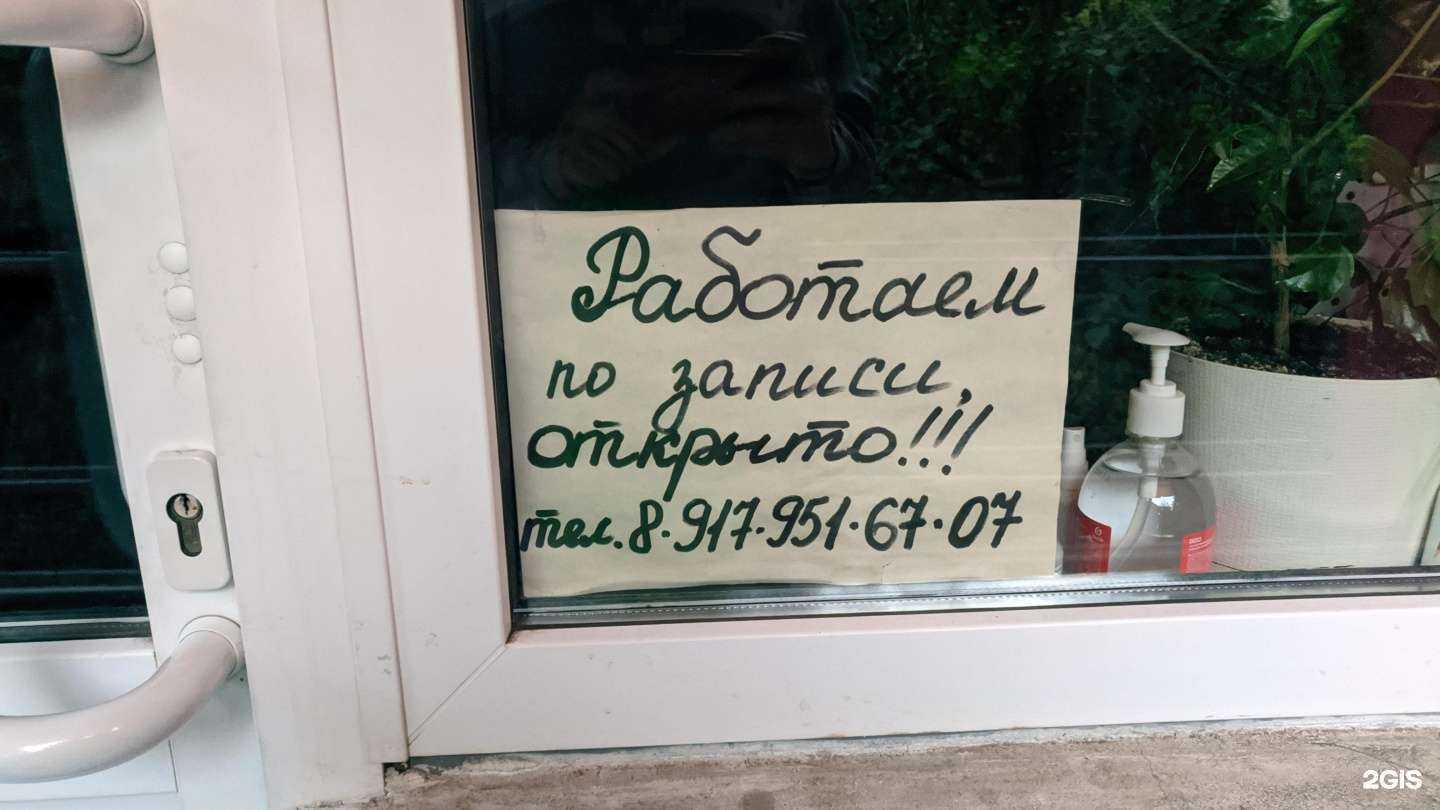 Работаем
по записи,
открыто!!!
тел. 8-917-951-67-07
2GIS